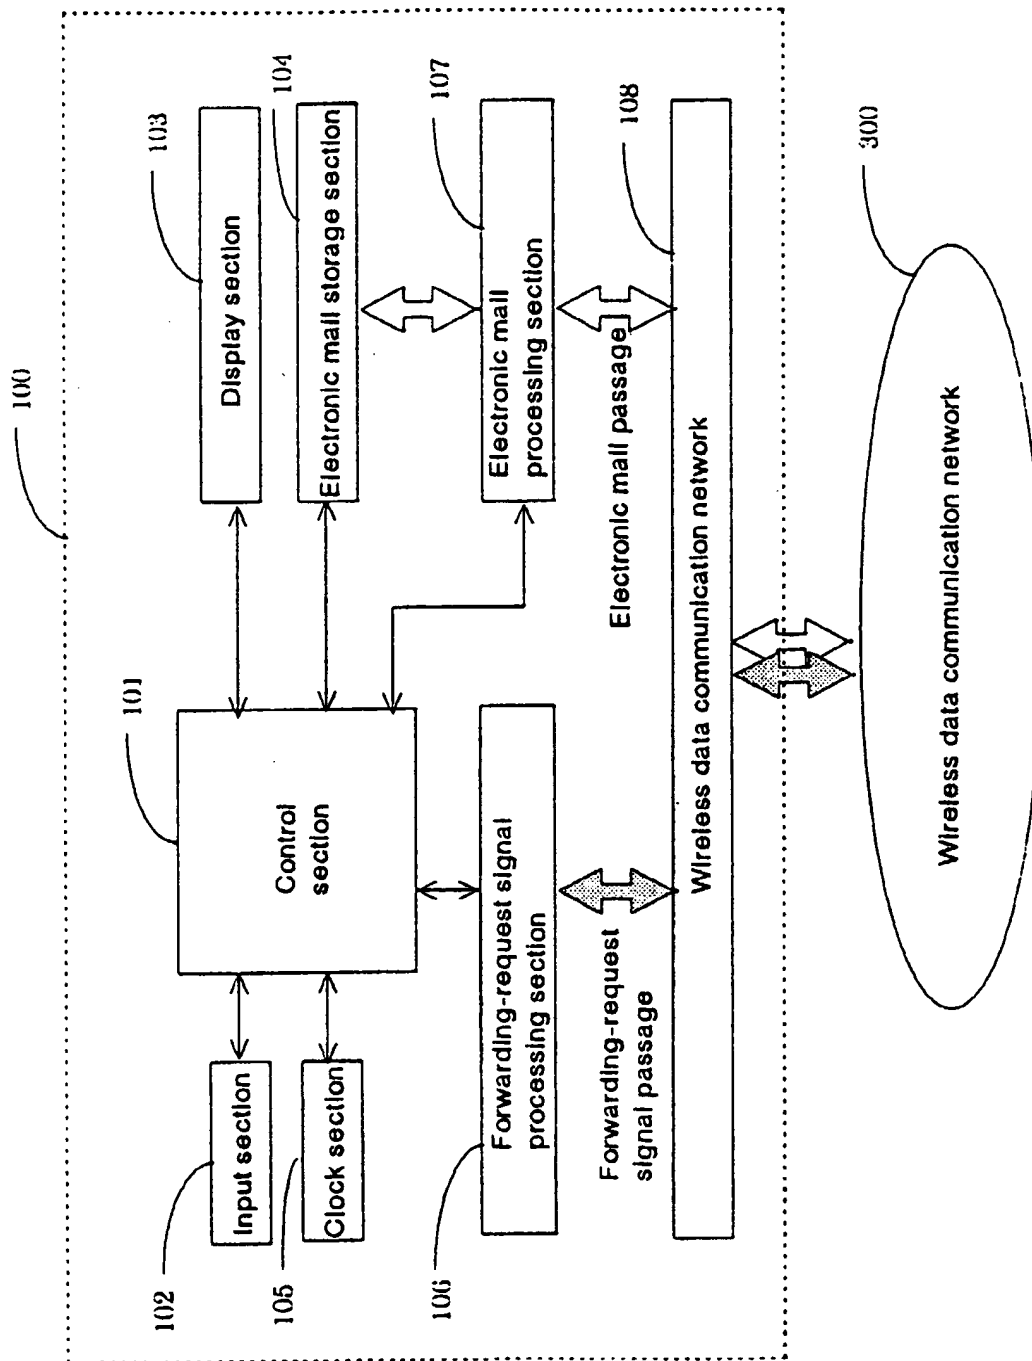 100
101
102
Input section
105
Clock section
Control
section
103
Display section
104
Electronic mail storage section
106
Forwarding-request signal
processing section
107
Electronic mail
processing section
Forwarding-request
signal passage
Electronic mail passage
108
Wireless data communication network
300
Wireless data communication network